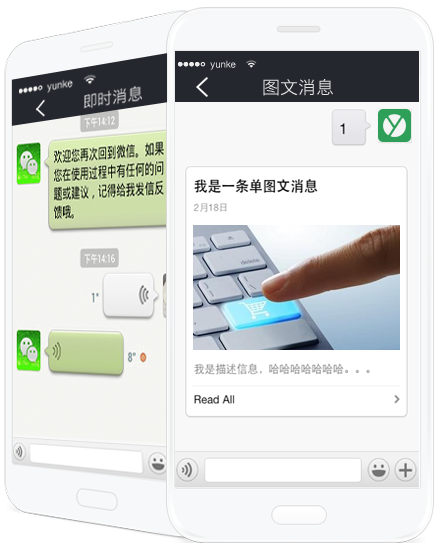 yunke
即时消息
下午14:12
欢迎您再次回到微信。如果
您在使用过程中有任何的问
题或建议，记得给我发信反
馈哦。
下午14:16
1"
8"
yunke
图文消息
1
我是一条单图文消息
2月18日
我是描述信息，哈哈哈哈哈哈哈。。。
Read All